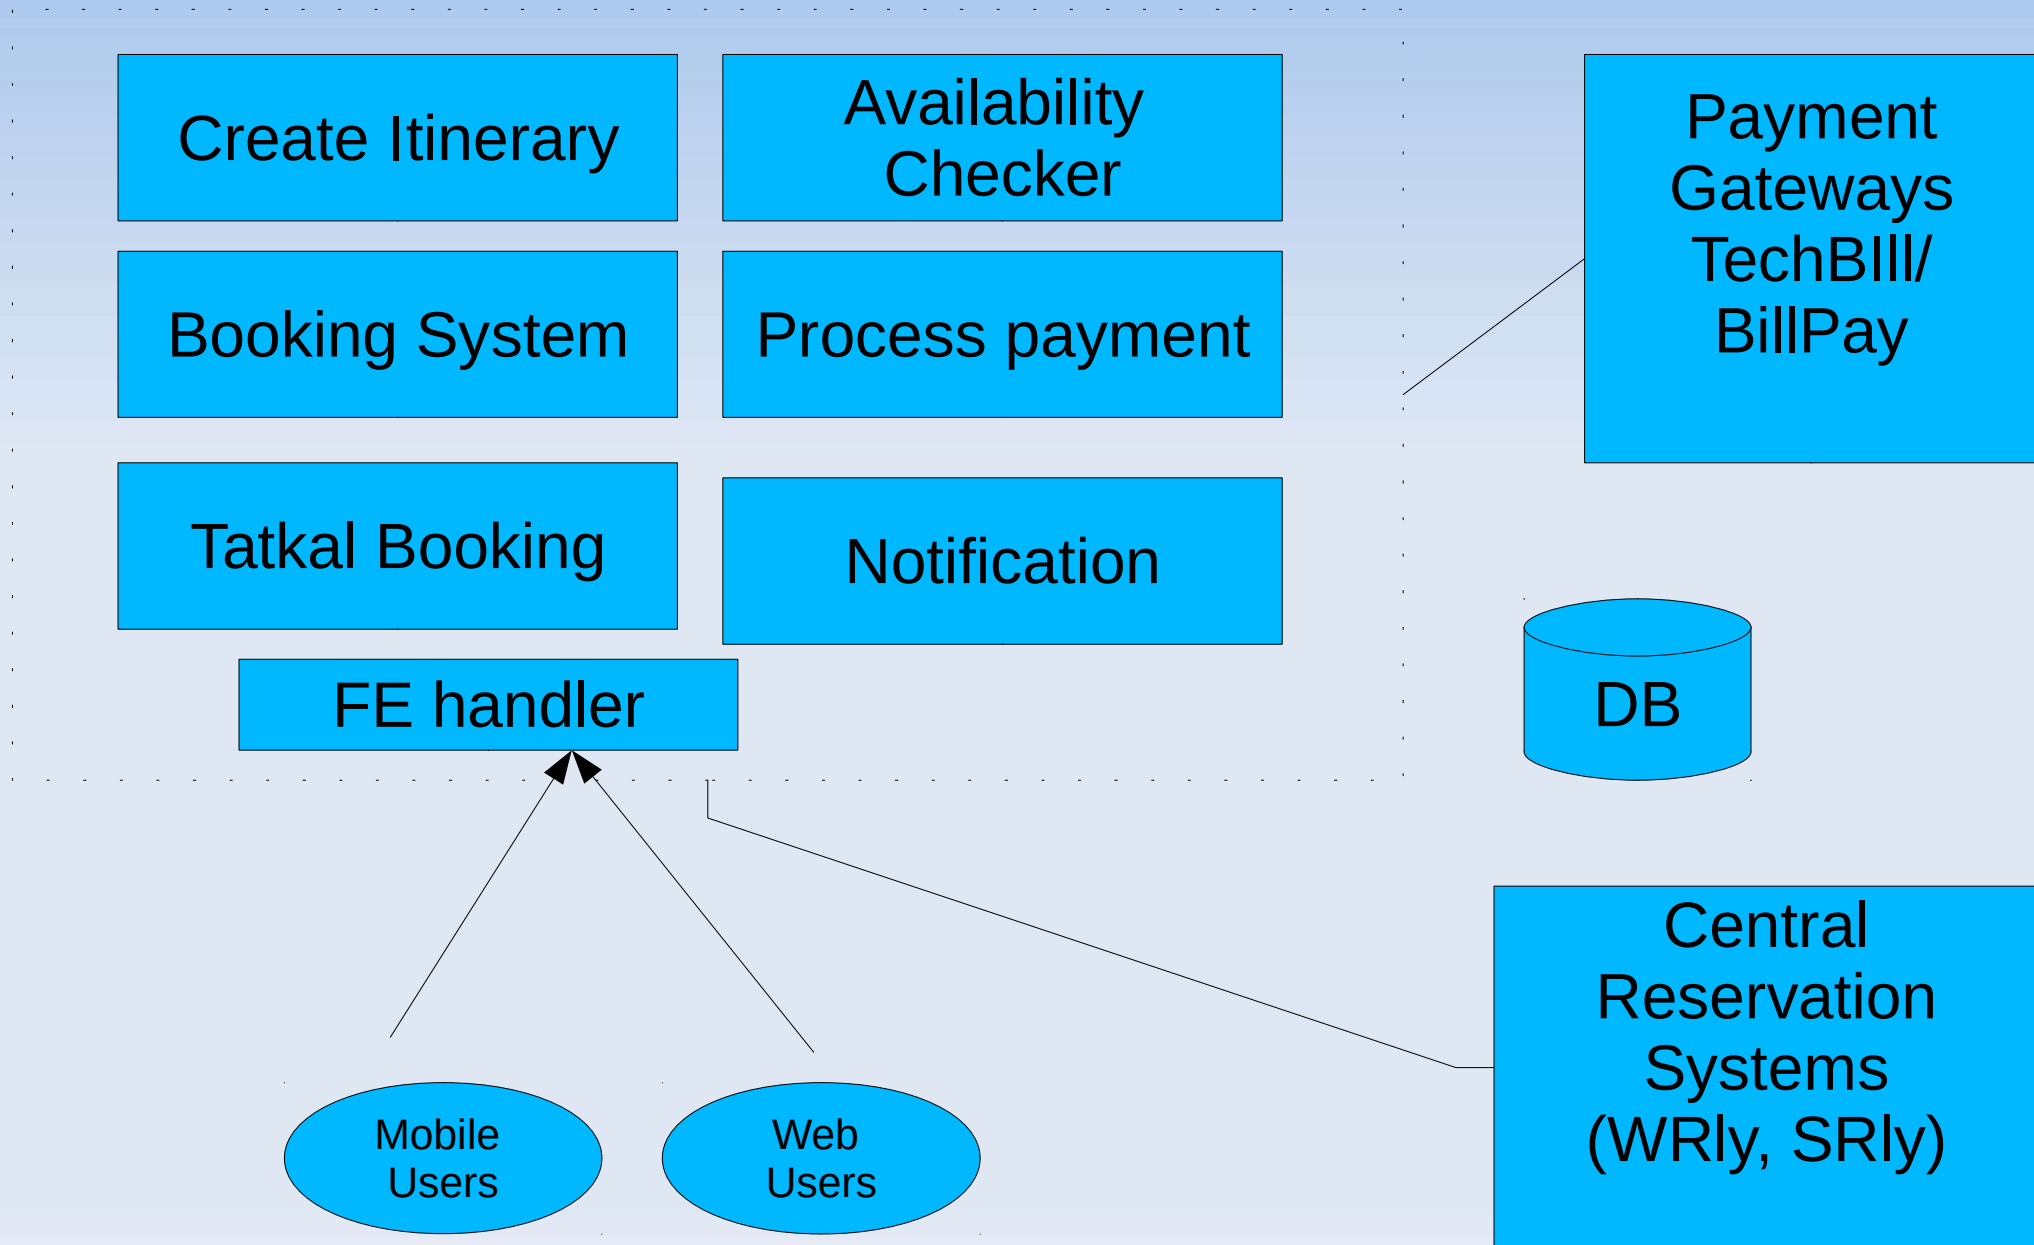 Create Itinerary
Availability
Checker
Payment
Gateways
TechBIll/
BillPay
Booking System
Process payment
Tatkal Booking
Notification
FE handler
DB
Central
Reservation
Systems
(WRly, SRly)
Mobile
Users
Web
Users